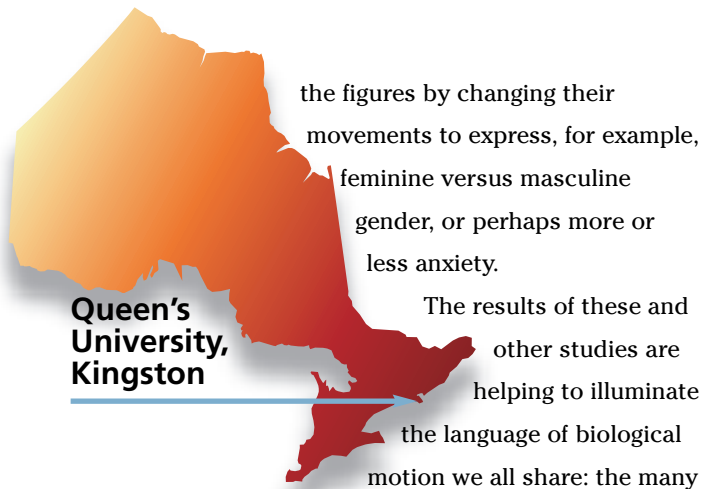 the figures by changing their
movements to express, for example,
feminine versus masculine
gender, or perhaps more or
less anxiety.
Queen's
University,
Kingston
The results of these and
other studies are
helping to illuminate
the language of biological
motion we all share: the many